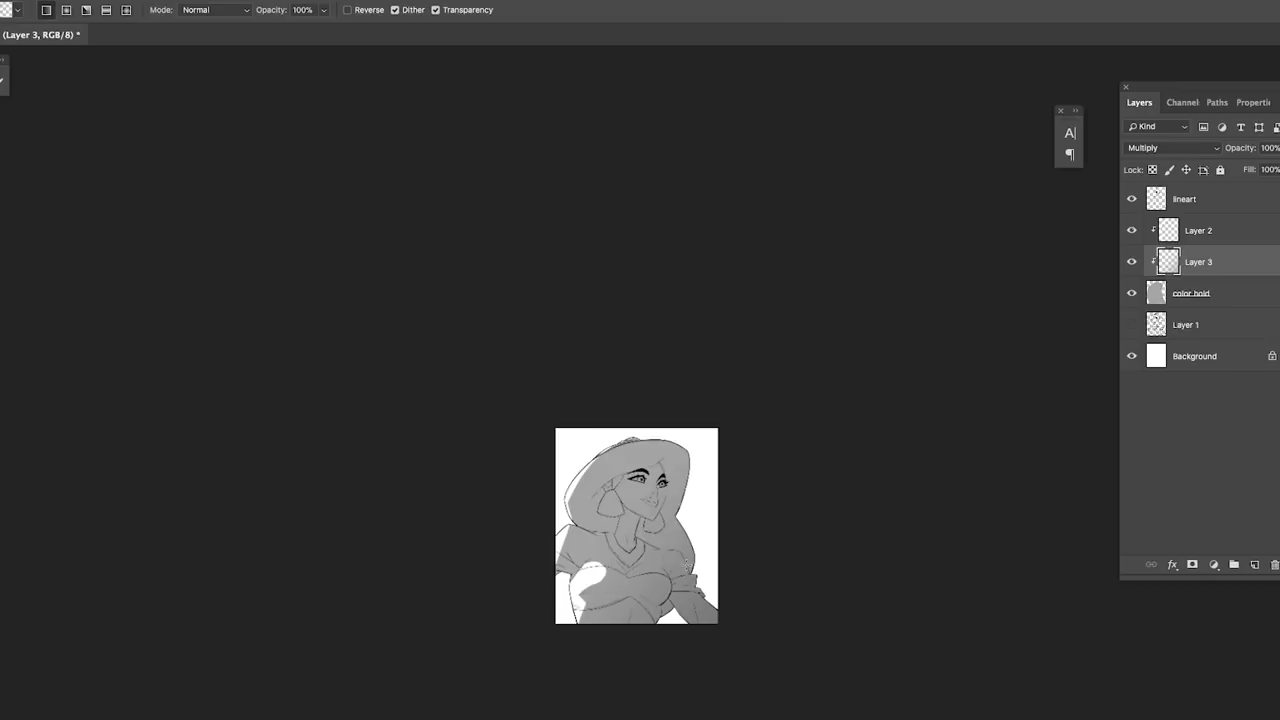 Mode: Normal Opacity: 100% Reverse Dither Transparency
(Layer 3, RGB/8) *
Layers Channel Paths Properti
Kind
Multiply Opacity: 100%
Lock: Fill: 100%
lineart
Layer 2
Layer 3
color hold
Layer 1
Background